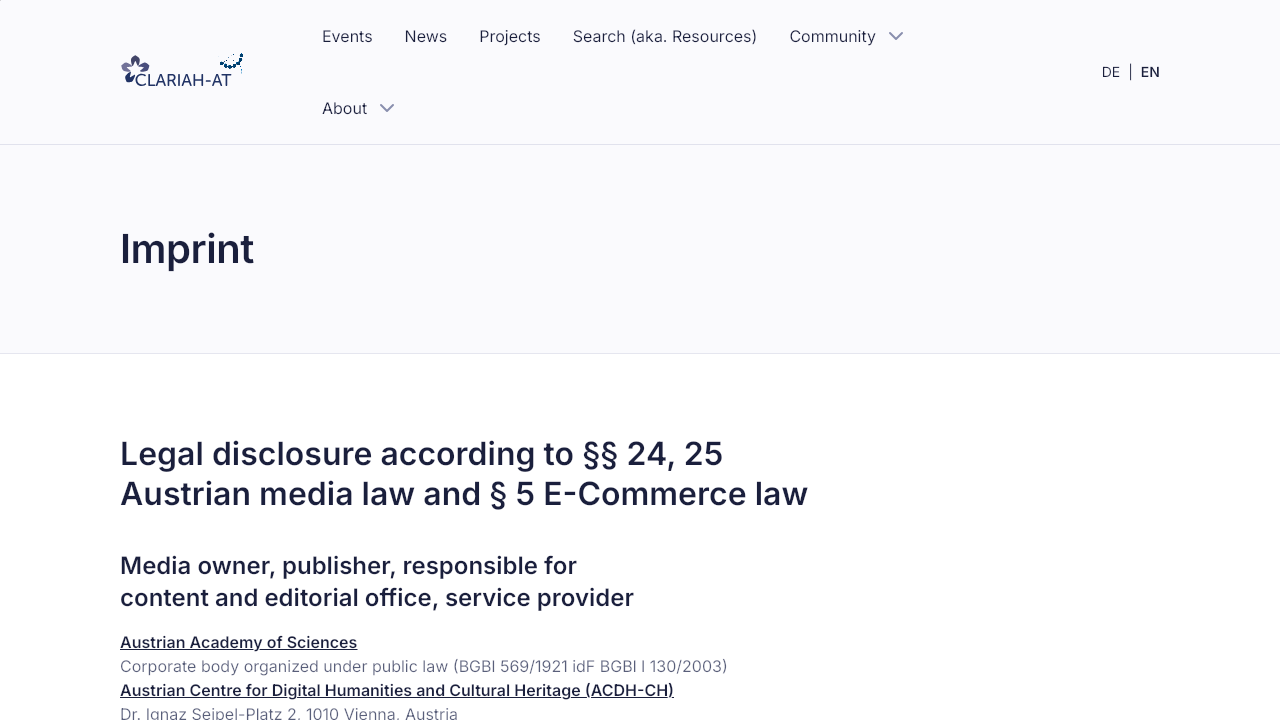 Events News Projects Search (aka. Resources) Community
CLARIAH-AT
DE | EN
About
Imprint
Legal disclosure according to §§ 24, 25
Austrian media law and § 5 E-Commerce law
Media owner, publisher, responsible for
content and editorial office, service provider
Austrian Academy of Sciences
Corporate body organized under public law (BGBl 569/1921 idF BGBl I 130/2003)
Austrian Centre for Digital Humanities and Cultural Heritage (ACDH-CH)
Dr. Ignaz Seipel-Platz 2, 1010 Vienna, Austria